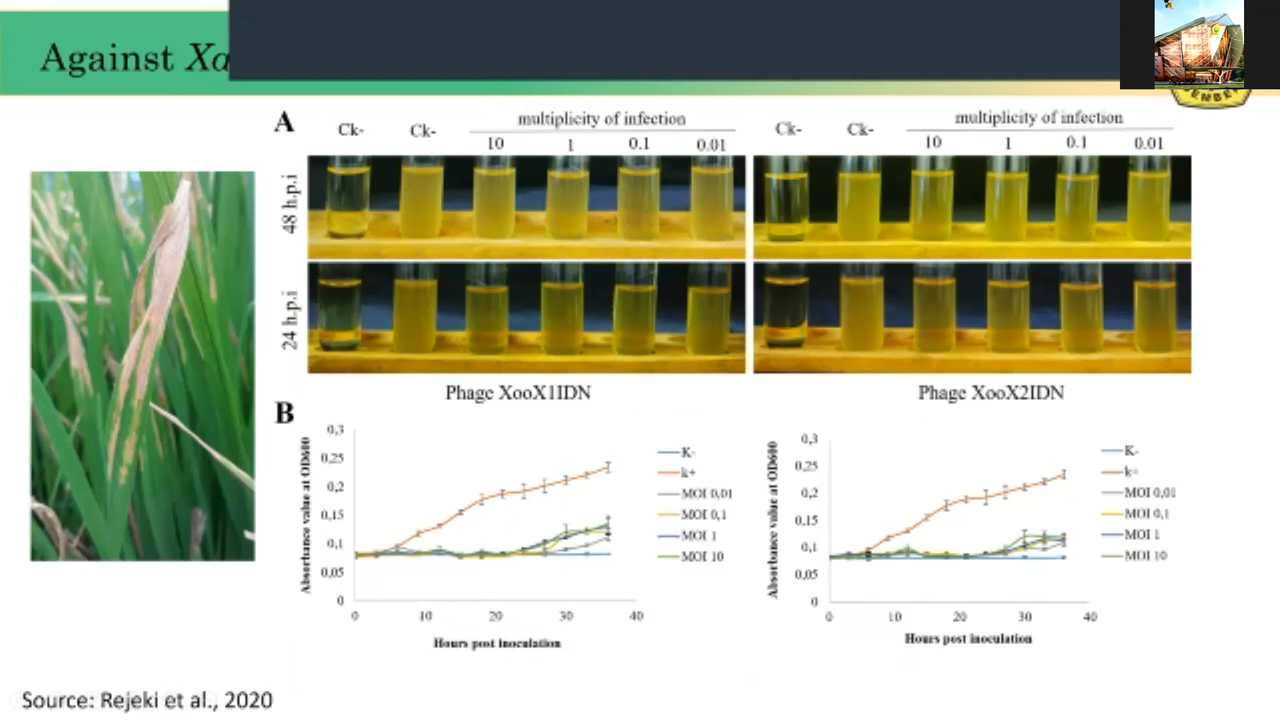 Against Xa
A
Ck-
Ck-
multiplicity of infection
10
1
0.1
0.01
Ck-
Ck-
multiplicity of infection
10
1
0.1
0.01
48 h.p.i
24 h.p.i
Phage XooX1IDN
Phage XooX2IDN
B
Absorbance value at OD600
0,3
0,25
0,2
0,15
0,1
0,05
0
0
10
20
30
40
Hours post inoculation
K-
k+
MOI 0,01
MOI 0,1
MOI 1
MOI 10
Absorbance value at OD600
0,3
0,25
0,2
0,15
0,1
0,05
0
0
10
20
30
40
Hours post inoculation
K-
k+
MOI 0,01
MOI 0,1
MOI 1
MOI 10
Source: Rejeki et al., 2020